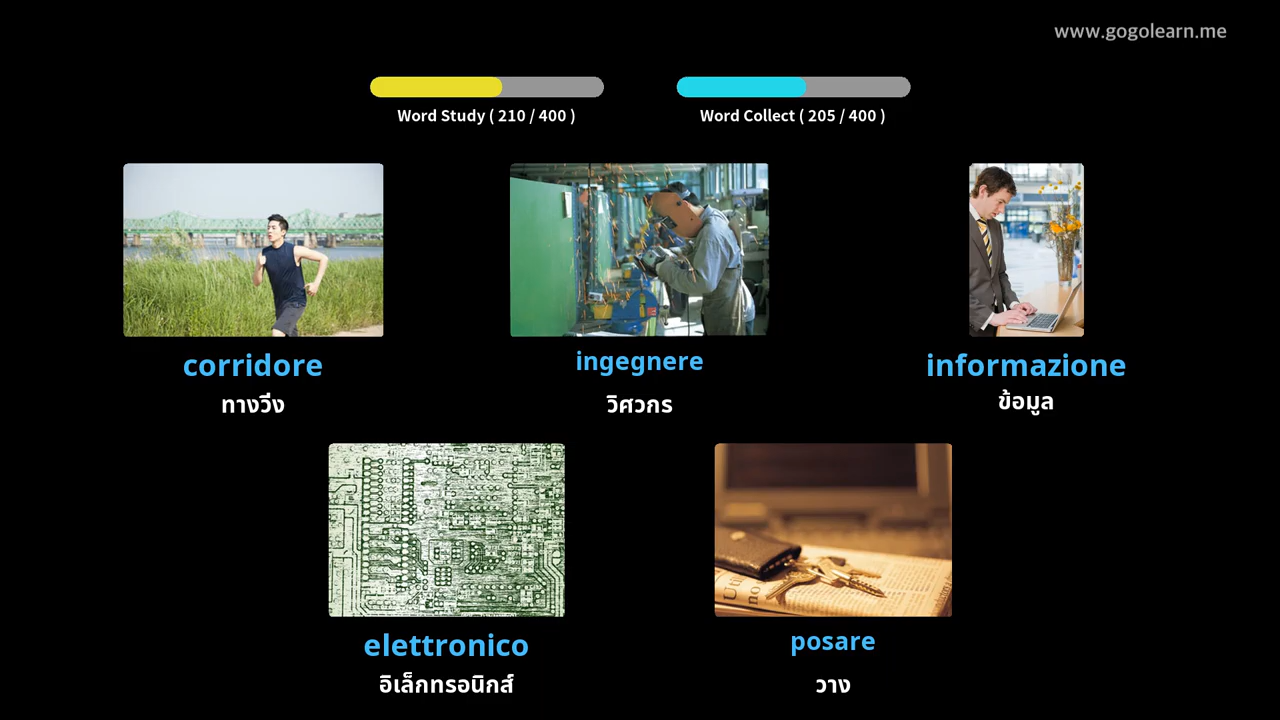 www.gogolearn.me
Word Study ( 210 / 400 )
Word Collect ( 205 / 400 )
corridore
ทางวิ่ง
ingegnere
วิศวกร
informazione
ข้อมูล
elettronico
อิเล็กทรอนิกส์
posare
วาง